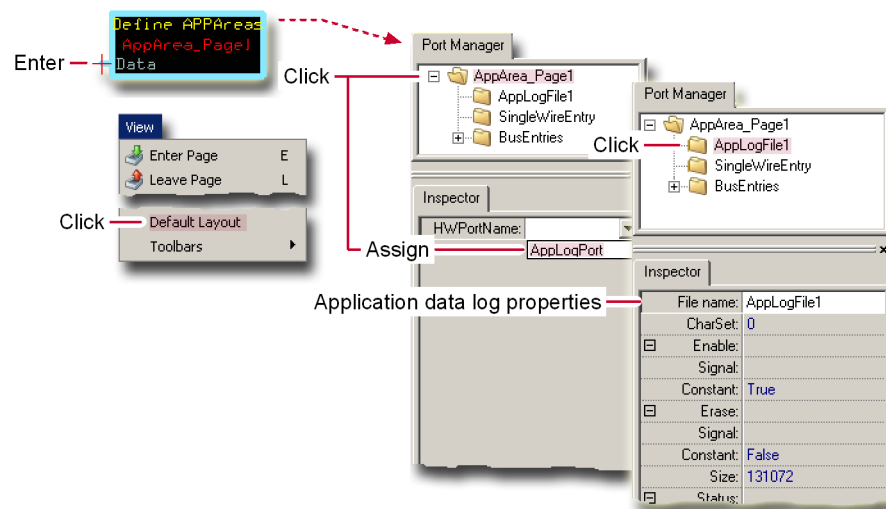 Define APPAreas
AppArea_Page1
Data
Enter
View
Enter Page E
Leave Page L
Default Layout
Toolbars
Click
Port Manager
AppArea_Page1
AppLogFile1
SingleWireEntry
BusEntries
Click
Inspector
HWPortName:
AppLogPort
Assign
Port Manager
AppArea_Page1
AppLogFile1
SingleWireEntry
BusEntries
Click
Inspector
Application data log properties
File name: AppLogFile1
CharSet: 0
Enable:
Signal:
Constant: True
Erase:
Signal:
Constant: False
Size: 131072
Status: